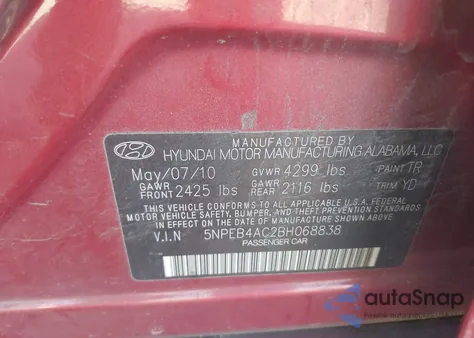 MANUFACTURED BY
HYUNDAI MOTOR MANUFACTURING ALABAMA, LLC
May/07/10 GVWR 4299 lbs PAINT TR
GAWR FRONT 2425 lbs GAWR REAR 2116 lbs TRIM YD
THIS VEHICLE CONFORMS TO ALL APPLICABLE U.S.A. FEDERAL
MOTOR VEHICLE SAFETY, BUMPER, AND THEFT PREVENTION STANDARDS
IN EFFECT ON THE DATE OF MANUFACTURE SHOWN ABOVE.
V.I.N 5NPEB4AC2BH068838
PASSENGER CAR
autoSnap